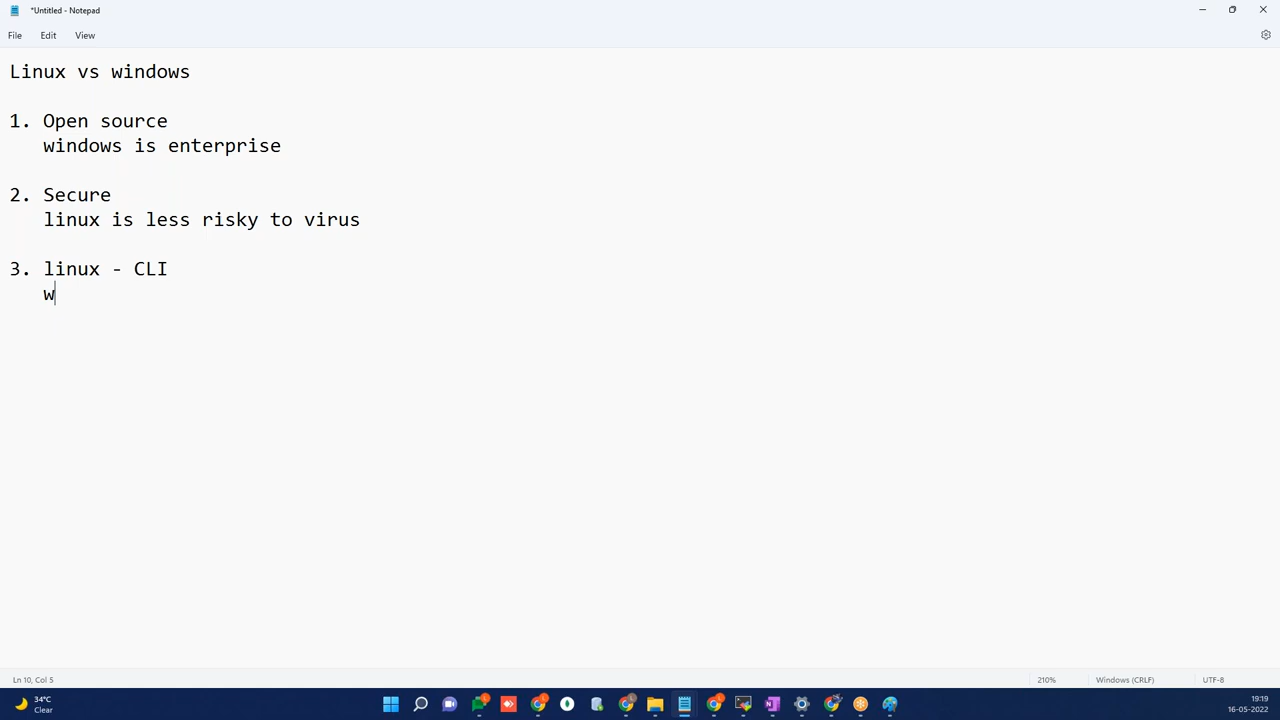 *Untitled - Notepad
File Edit View
Linux vs windows
1. Open source
windows is enterprise
2. Secure
linux is less risky to virus
3. linux - CLI
w
Ln 10, Col 5
210%
Windows (CRLF)
UTF-8
34°C
Clear
19:19
16-05-2022